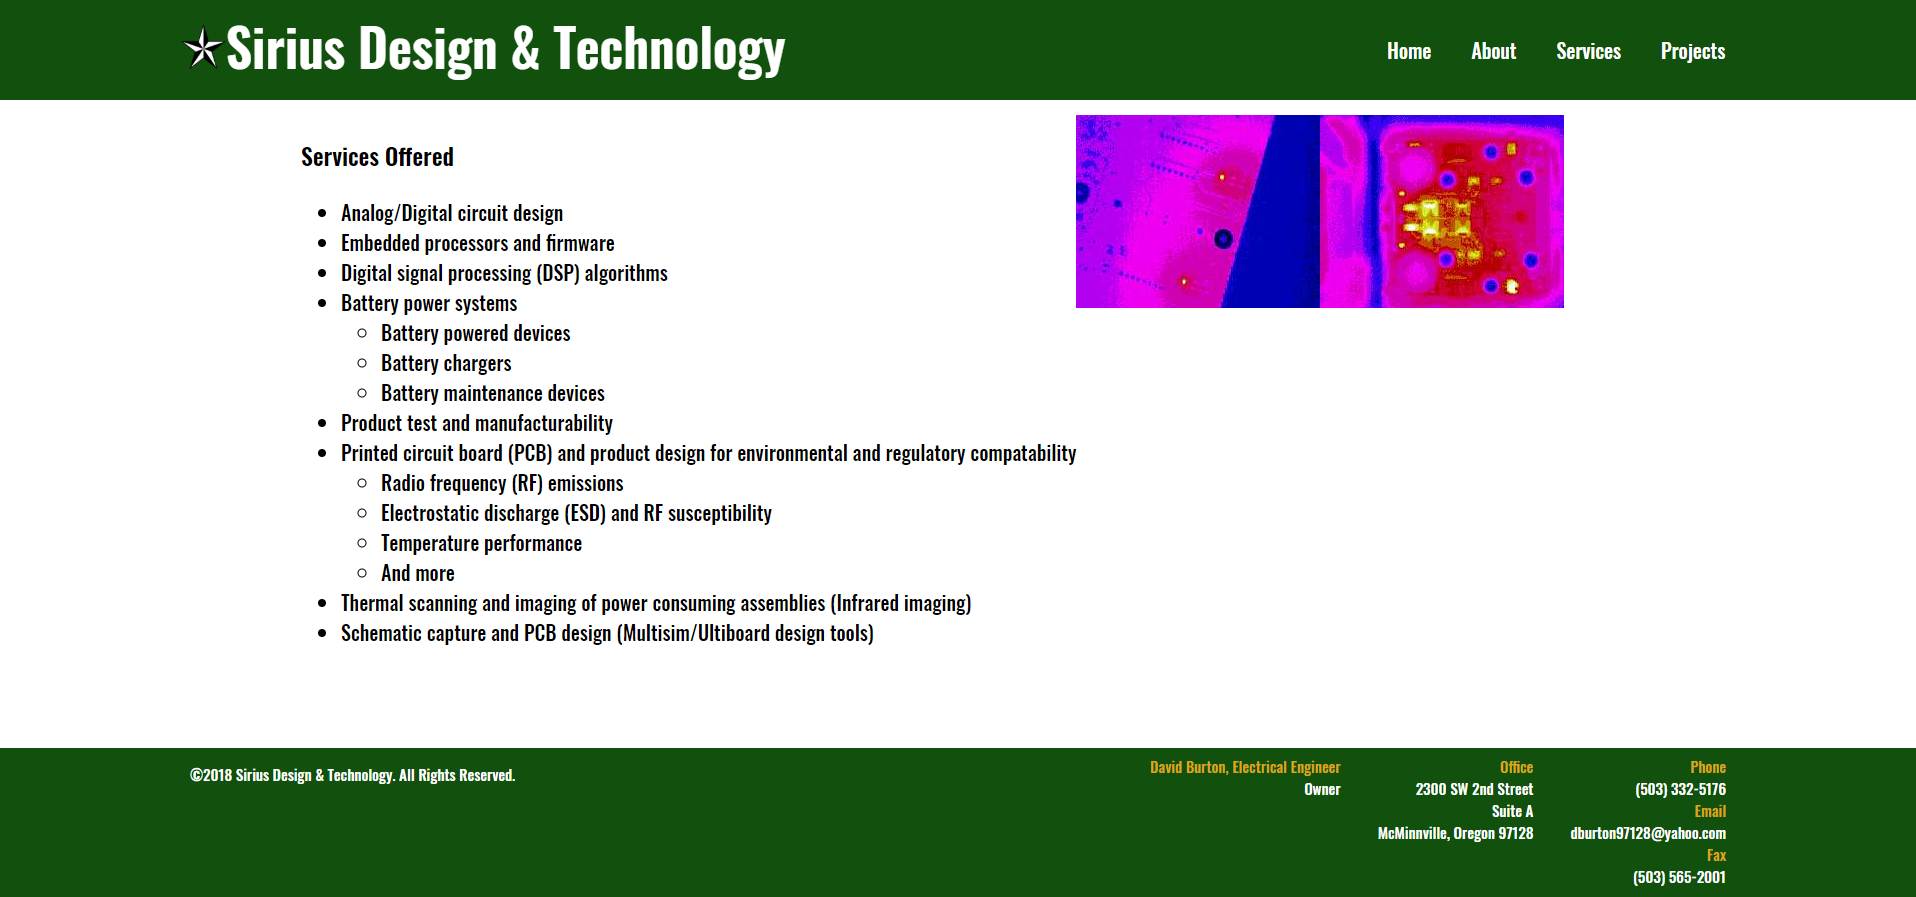 Sirius Design & Technology
Home About Services Projects
Services Offered
Analog/Digital circuit design
Embedded processors and firmware
Digital signal processing (DSP) algorithms
Battery power systems
Battery powered devices
Battery chargers
Battery maintenance devices
Product test and manufacturability
Printed circuit board (PCB) and product design for environmental and regulatory compatability
Radio frequency (RF) emissions
Electrostatic discharge (ESD) and RF susceptibility
Temperature performance
And more
Thermal scanning and imaging of power consuming assemblies (Infrared imaging)
Schematic capture and PCB design (Multisim/Ultiboard design tools)
©2018 Sirius Design & Technology. All Rights Reserved.
David Burton, Electrical Engineer
Owner
Office
2300 SW 2nd Street
Suite A
McMinnville, Oregon 97128
Phone
(503) 332-5176
Email
dburton97128@yahoo.com
Fax
(503) 565-2001